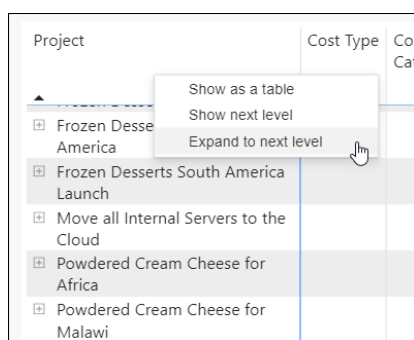 Project
Cost Type
Co
Cat
Show as a table
Show next level
Expand to next level
Frozen Desse
America
Frozen Desserts South America
Launch
Move all Internal Servers to the
Cloud
Powdered Cream Cheese for
Africa
Powdered Cream Cheese for
Malawi